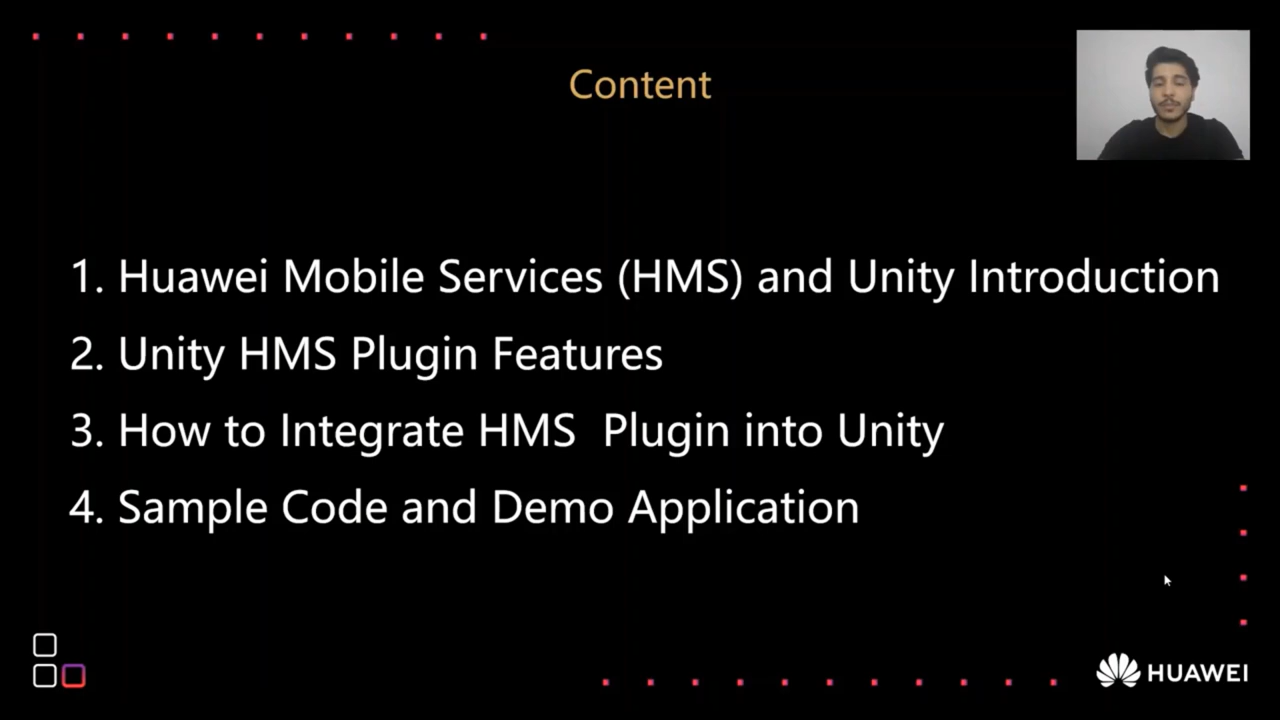 Content
1. Huawei Mobile Services (HMS) and Unity Introduction
2. Unity HMS Plugin Features
3. How to Integrate HMS  Plugin into Unity
4. Sample Code and Demo Application
HUAWEI